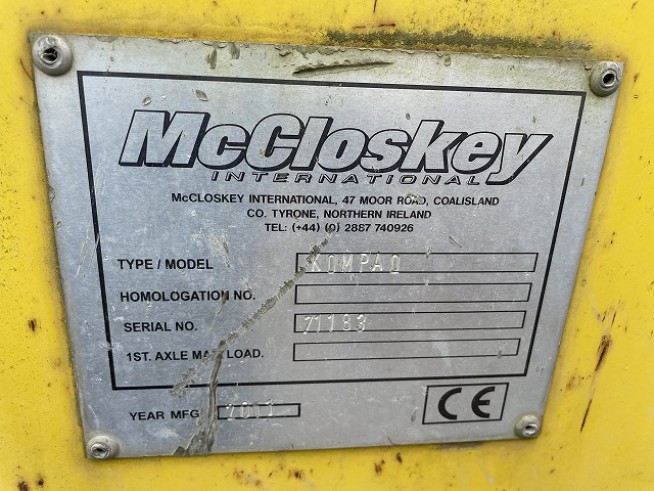 McCloskey
INTERNATIONAL
McCLOSKEY INTERNATIONAL, 47 MOOR ROAD, COALISLAND
CO. TYRONE, NORTHERN IRELAND
TEL: (+44) (0) 2887 740926
TYPE / MODEL KOMPAQ
HOMOLOGATION NO.
SERIAL NO. 71183
1ST. AXLE MAX LOAD.
YEAR MFG
CE